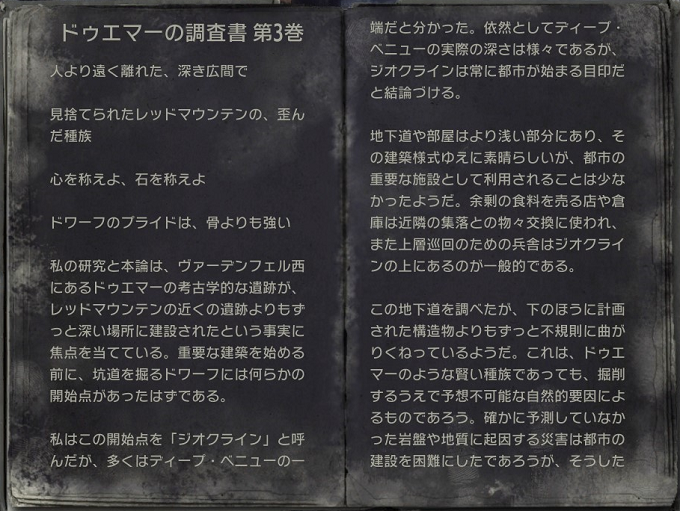 ドゥエマーの調査書 第3巻
人より遠く離れた、深き広間で
見捨てられたレッドマウンテンの、歪ん
だ種族
心を称えよ、石を称えよ
ドワーフのプライドは、骨よりも強い
私の研究と本論は、ヴァーデンフェル西
にあるドゥエマーの考古学的な遺跡が、
レッドマウンテンの近くの遺跡よりもず
っと深い場所に建設されたという事実に
焦点を当てている。重要な建築を始める
前に、坑道を掘るドワーフには何らかの
開始点があったはずである。
私はこの開始点を「ジオクライン」と呼
んだが、多くはディープ・ベニューの一
端だと分かった。依然としてディープ・
ベニューの実際の深さは様々であるが、
ジオクラインは常に都市が始まる目印だ
と結論づける。
地下道や部屋はより浅い部分にあり、そ
の建築様式ゆえに素晴らしいが、都市の
重要な施設として利用されることは少な
かったようだ。余剰の食料を売る店や倉
庫は近隣の集落との物々交換に使われ、
また上層巡回のための兵舎はジオクライ
ンの上にあるのが一般的である。
この地下道を調べたが、下のほうに計画
された構造物よりもずっと不規則に曲が
りくねっているようだ。これは、ドゥエ
マーのような賢い種族であっても、掘削
するうえで予想不可能な自然的要因によ
るものであろう。確かに予測していなか
った岩盤や地質に起因する災害は都市の
建設を困難にしたであろうが、そうした